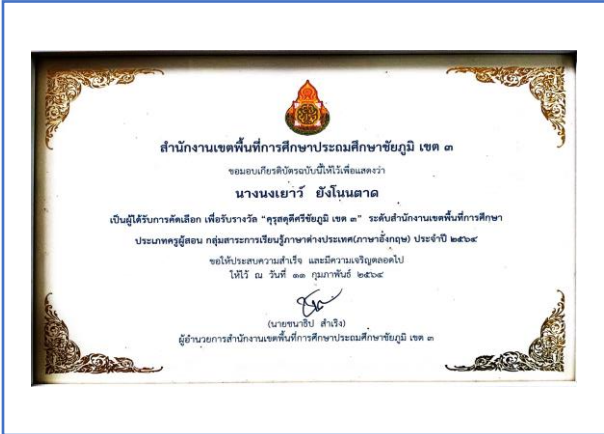 สำนักงานเขตพื้นที่การศึกษาประถมศึกษาชัยภูมิ เขต ๓
ขอมอบเกียรติบัตรฉบับนี้ให้ไว้เพื่อแสดงว่า
นางนงเยาว์ ยังโนนตาด
เป็นผู้ได้รับการคัดเลือก เพื่อรับรางวัล “คุรุสดุดีศรีชัยภูมิ เขต ๓” ระดับสำนักงานเขตพื้นที่การศึกษา
ประเภทครูผู้สอน กลุ่มสาระการเรียนรู้ภาษาต่างประเทศ(ภาษาอังกฤษ) ประจำปี ๒๕๖๔
ขอให้ประสบความสำเร็จ และมีความเจริญตลอดไป
ให้ไว้ ณ วันที่ ๑๑ กุมภาพันธ์ ๒๕๖๔
(นายชนาธิป สำเริง)
ผู้อำนวยการสำนักงานเขตพื้นที่การศึกษาประถมศึกษาชัยภูมิ เขต ๓